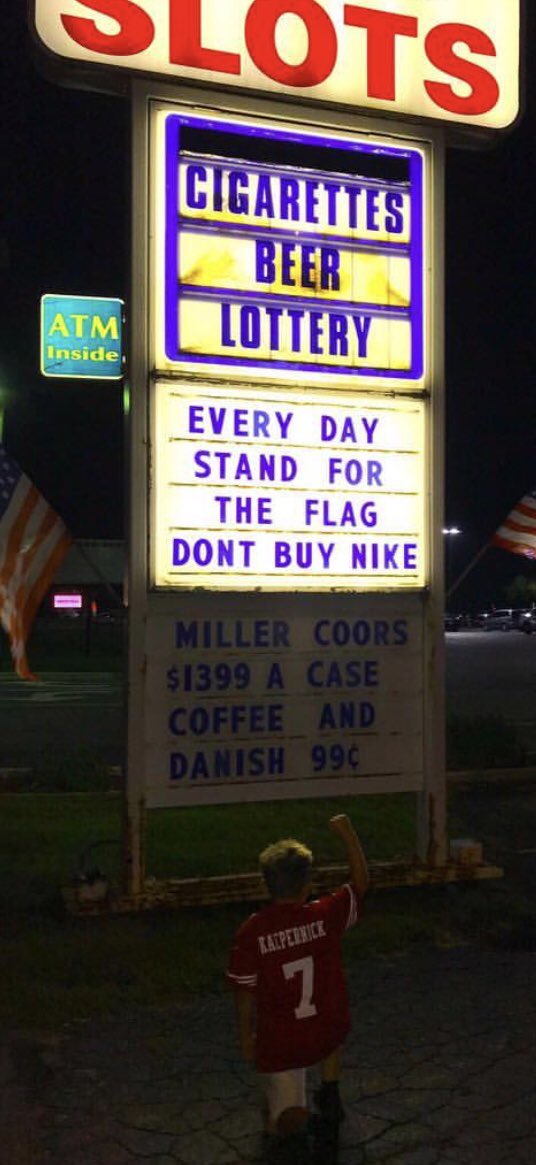 SLOTS
CIGARETTES
BEER
LOTTERY
ATM
Inside
EVERY DAY
STAND FOR
THE FLAG
DONT BUY NIKE
MILLER COORS
$1399 A CASE
COFFEE AND
DANISH 99¢
KAEPERNICK
7